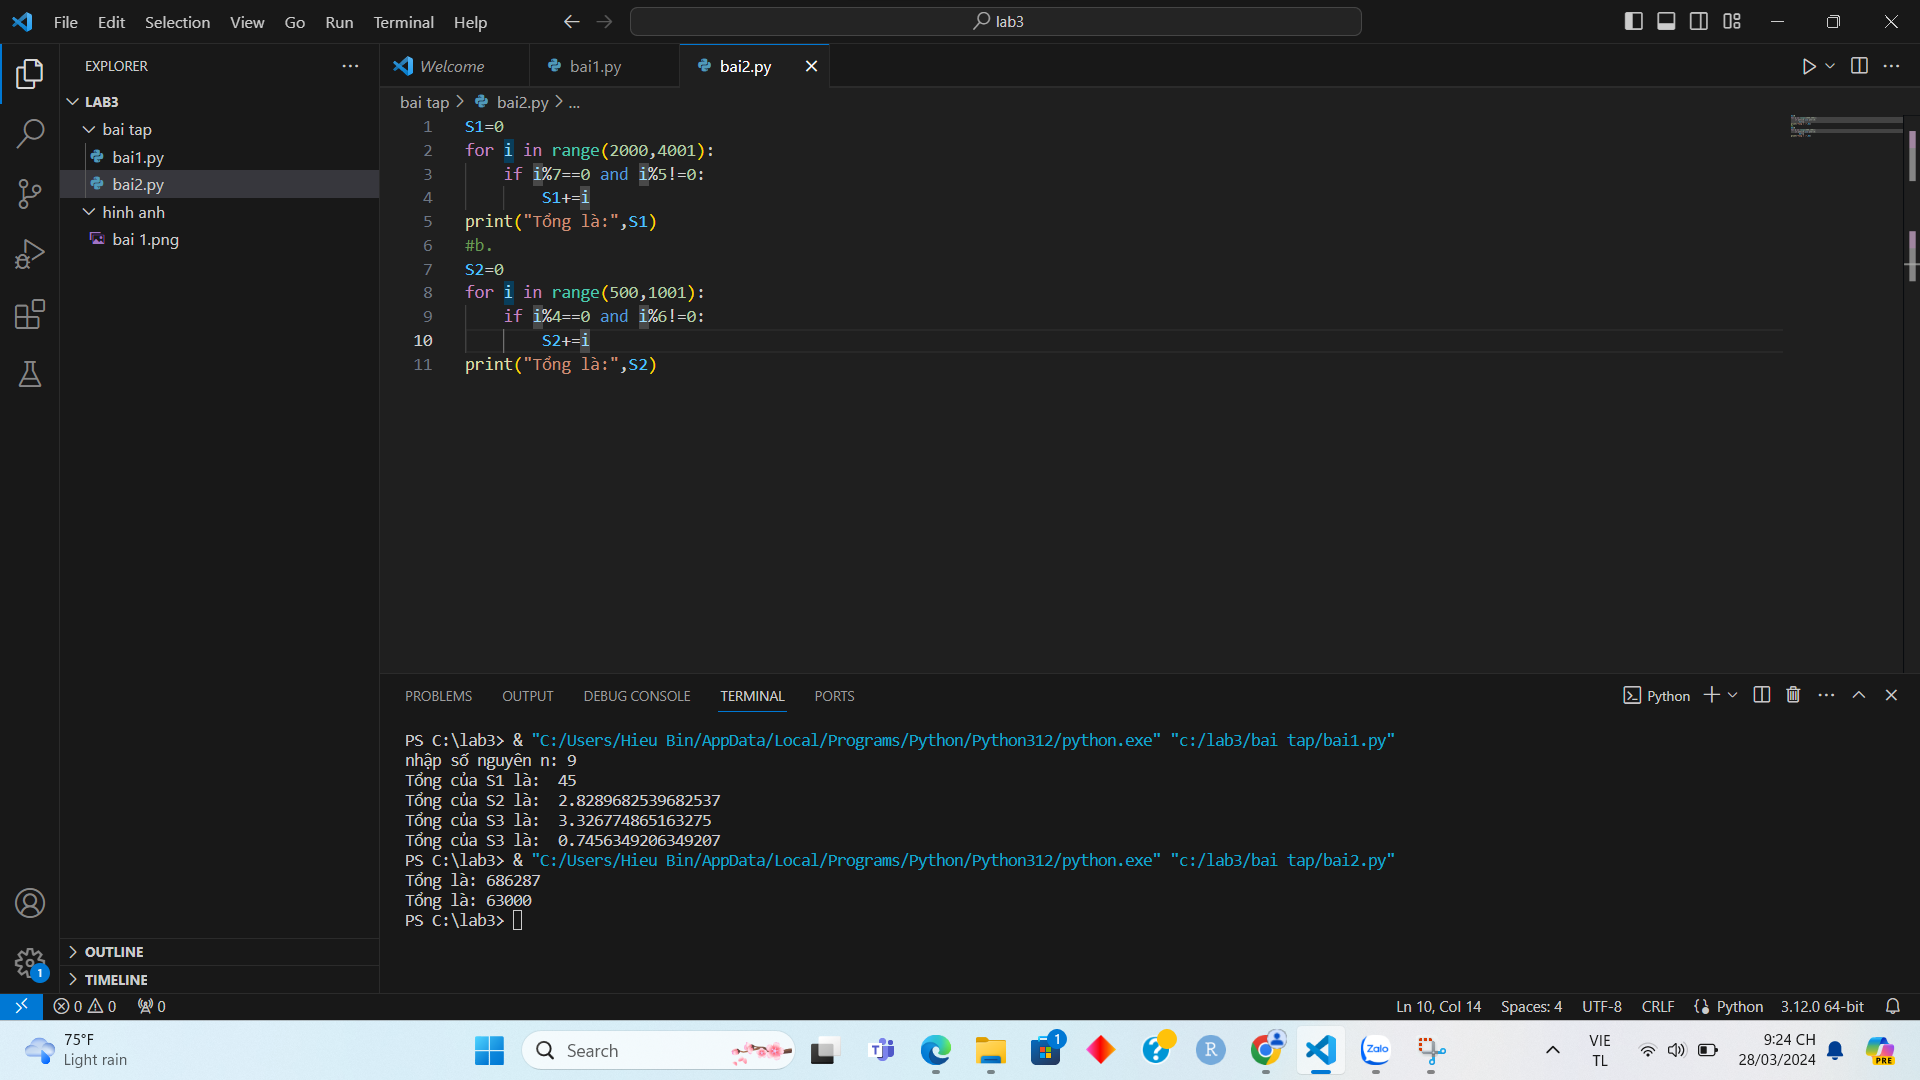 File Edit Selection View Go Run Terminal Help
lab3
EXPLORER
LAB3
bai tap
bai1.py
bai2.py
hinh anh
bai 1.png
OUTLINE
TIMELINE
Welcome
bai1.py
bai2.py
bai tap > bai2.py > ...
1 S1=0
2 for i in range(2000,4001):
3 if i%7==0 and i%5!=0:
4 S1+=i
5 print("Tổng là:",S1)
6 #b.
7 S2=0
8 for i in range(500,1001):
9 if i%4==0 and i%6!=0:
10 S2+=i
11 print("Tổng là:",S2)
PROBLEMS OUTPUT DEBUG CONSOLE TERMINAL PORTS
Python
PS C:\lab3> & "C:/Users/Hieu Bin/AppData/Local/Programs/Python/Python312/python.exe" "c:/lab3/bai tap/bai1.py"
nhập số nguyên n: 9
Tổng của S1 là:  45
Tổng của S2 là:  2.8289682539682537
Tổng của S3 là:  3.326774865163275
Tổng của S3 là:  0.7456349206349207
PS C:\lab3> & "C:/Users/Hieu Bin/AppData/Local/Programs/Python/Python312/python.exe" "c:/lab3/bai tap/bai2.py"
Tổng là: 686287
Tổng là: 63000
PS C:\lab3>
1
0 0 0
Ln 10, Col 14 Spaces: 4 UTF-8 CRLF Python 3.12.0 64-bit
75°F
Light rain
Search
1
R
Zalo
VIE
TL
9:24 CH
28/03/2024
PRE